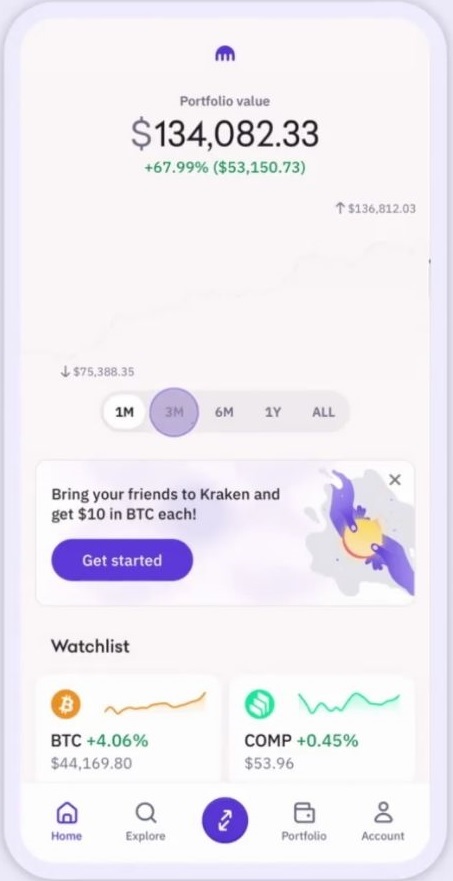 Portfolio value
$134,082.33
+67.99% ($53,150.73)
↑ $136,812.03
↓ $75,388.35
1M 3M 6M 1Y ALL
Bring your friends to Kraken and
get $10 in BTC each!
Get started
Watchlist
BTC +4.06%
$44,169.80
COMP +0.45%
$53.96
Home Explore Portfolio Account